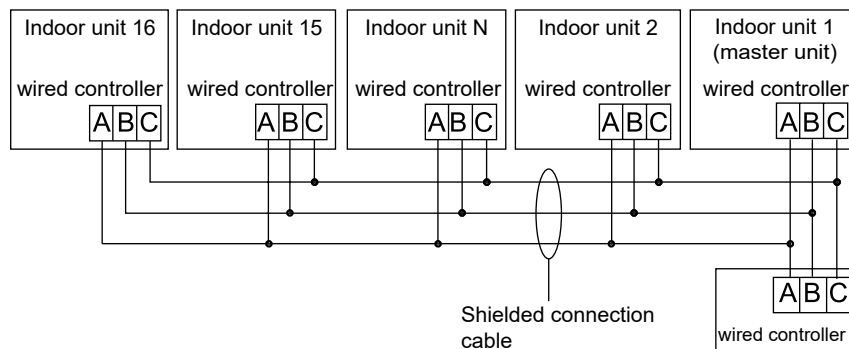 Indoor unit 16
wired controller
A B C
Indoor unit 15
wired controller
A B C
Indoor unit N
wired controller
A B C
Indoor unit 2
wired controller
A B C
Indoor unit 1
(master unit)
wired controller
A B C
Shielded connection
cable
A B C
wired controller